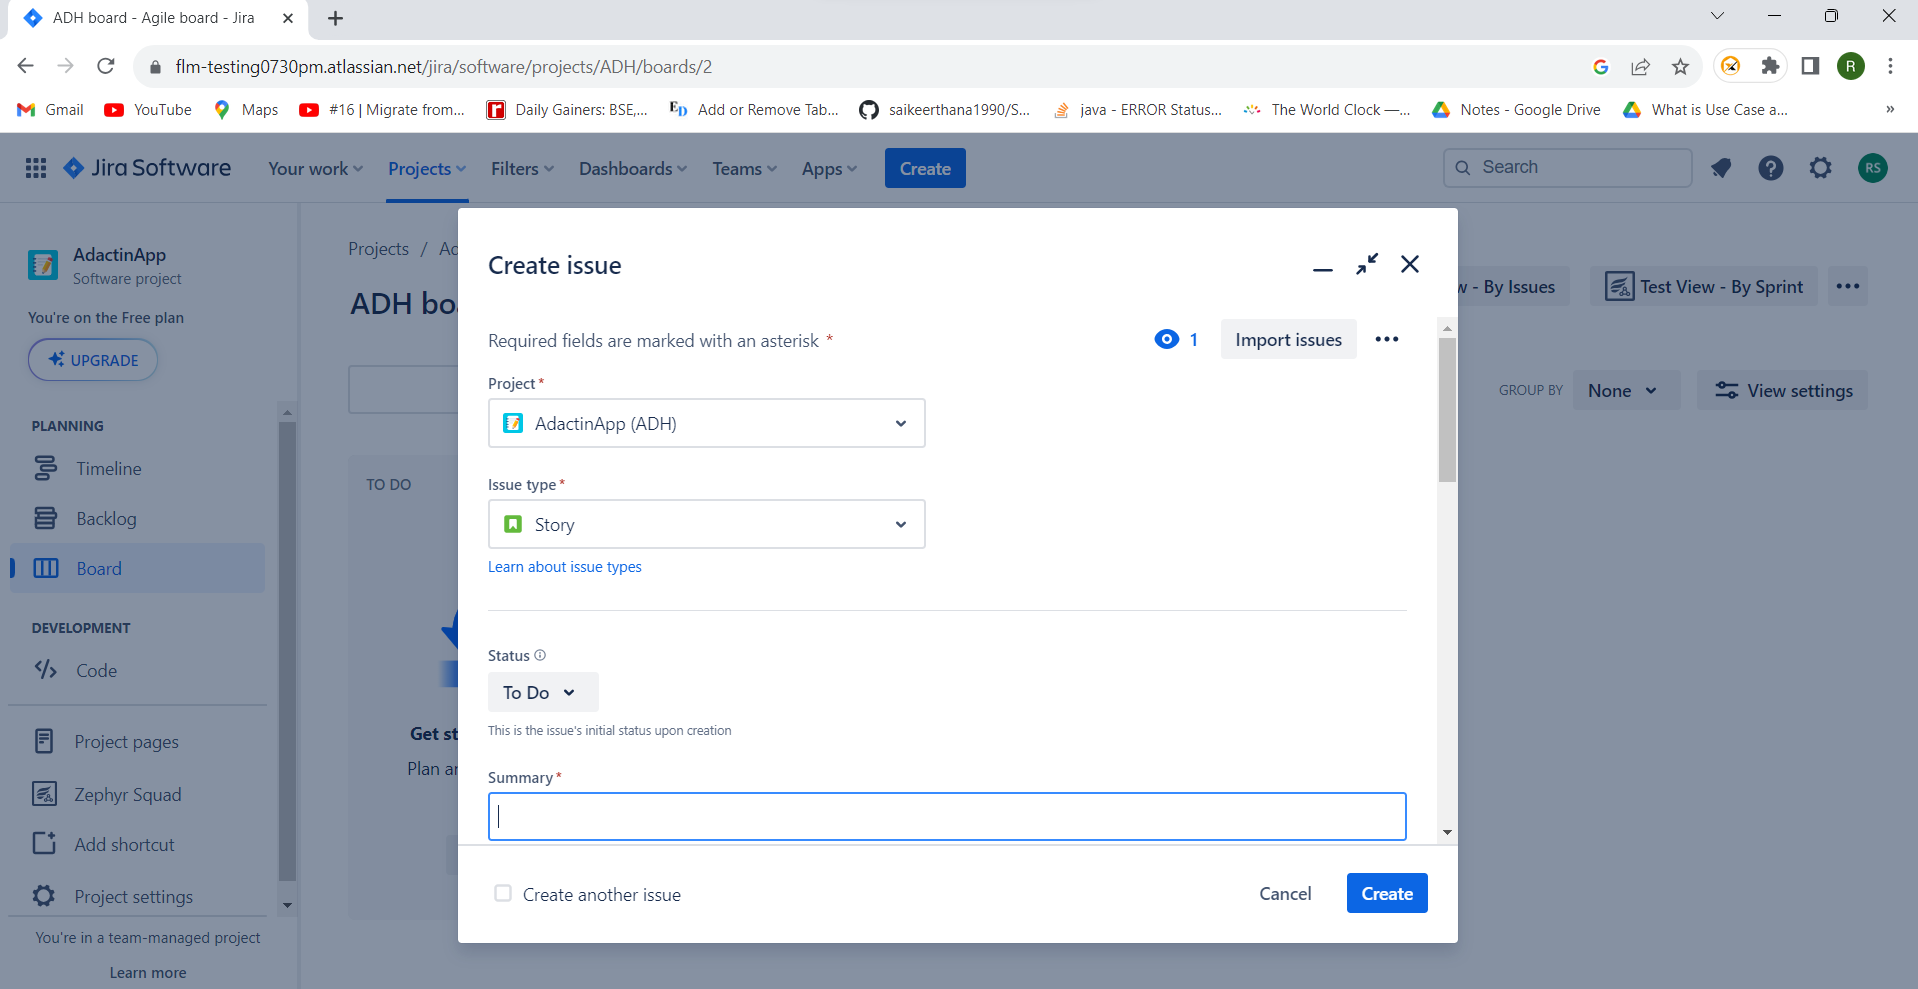 ADH board - Agile board - Jira
flm-testing0730pm.atlassian.net/jira/software/projects/ADH/boards/2
R
Gmail
YouTube
Maps
#16 | Migrate from...
Daily Gainers: BSE,...
Add or Remove Tab...
saikeerthana1990/S...
java - ERROR Status...
The World Clock —...
Notes - Google Drive
What is Use Case a...
»
Jira Software
Your work
Projects
Filters
Dashboards
Teams
Apps
Create
Search
RS
AdactinApp
Software project
You're on the Free plan
UPGRADE
PLANNING
Timeline
Backlog
Board
DEVELOPMENT
Code
Project pages
Zephyr Squad
Add shortcut
Project settings
You're in a team-managed project
Learn more
Projects / Ad
ADH bo
w - By Issues
Test View - By Sprint
GROUP BY
None
View settings
TO DO
Get st
Plan an
Create issue
Required fields are marked with an asterisk *
1
Import issues
Project *
AdactinApp (ADH)
Issue type *
Story
Learn about issue types
Status
To Do
This is the issue's initial status upon creation
Summary *
Create another issue
Cancel
Create